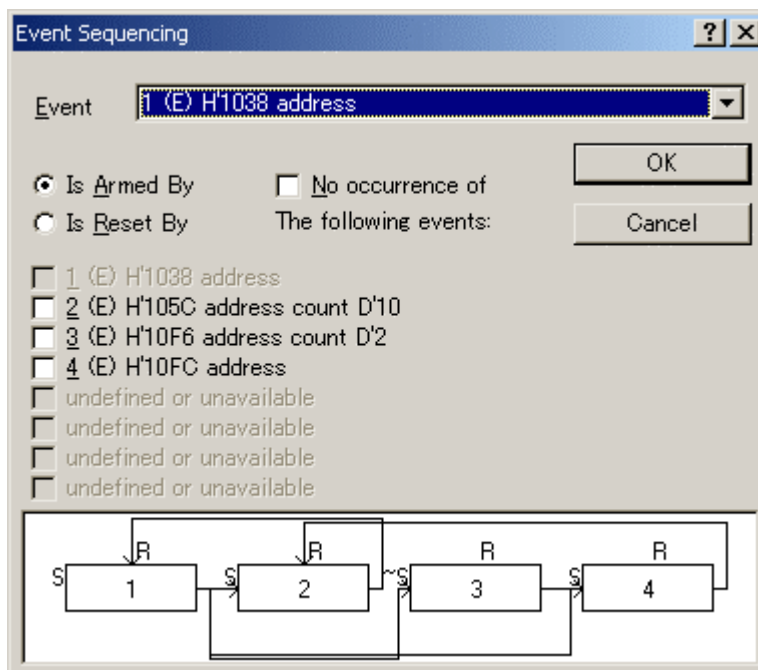 Event Sequencing
Event 1 (E) H'1038 address
OK
Is Armed By No occurrence of
Is Reset By The following events:
Cancel
1 (E) H'1038 address
2 (E) H'105C address count D'10
3 (E) H'10F6 address count D'2
4 (E) H'10FC address
undefined or unavailable
undefined or unavailable
undefined or unavailable
undefined or unavailable
R R R R
S 1 S 2 ~S 3 S 4